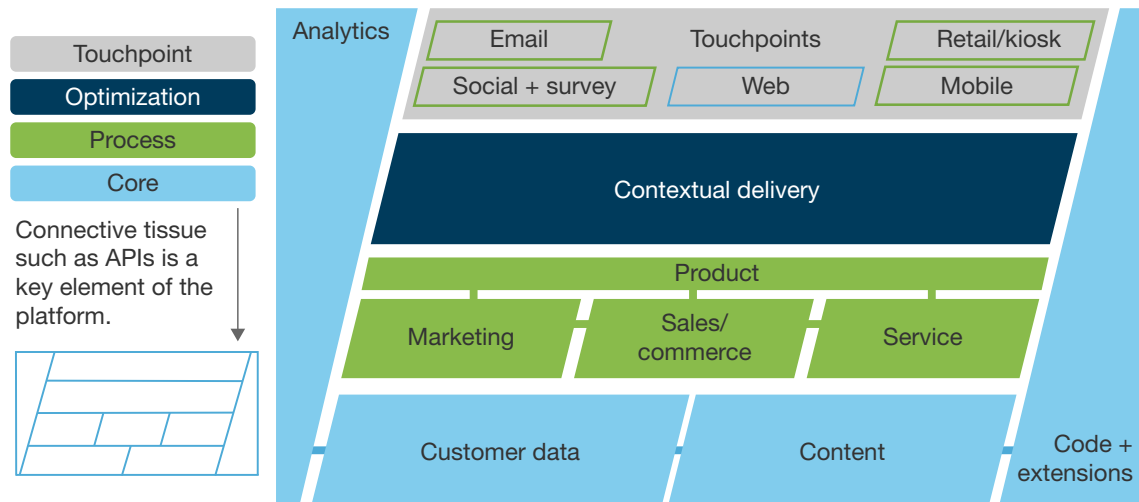 Touchpoint
Optimization
Process
Core
Connective tissue
such as APIs is a
key element of the
platform.
Analytics
Email
Touchpoints
Retail/kiosk
Social + survey
Web
Mobile
Contextual delivery
Product
Marketing
Sales/
commerce
Service
Customer data
Content
Code +
extensions